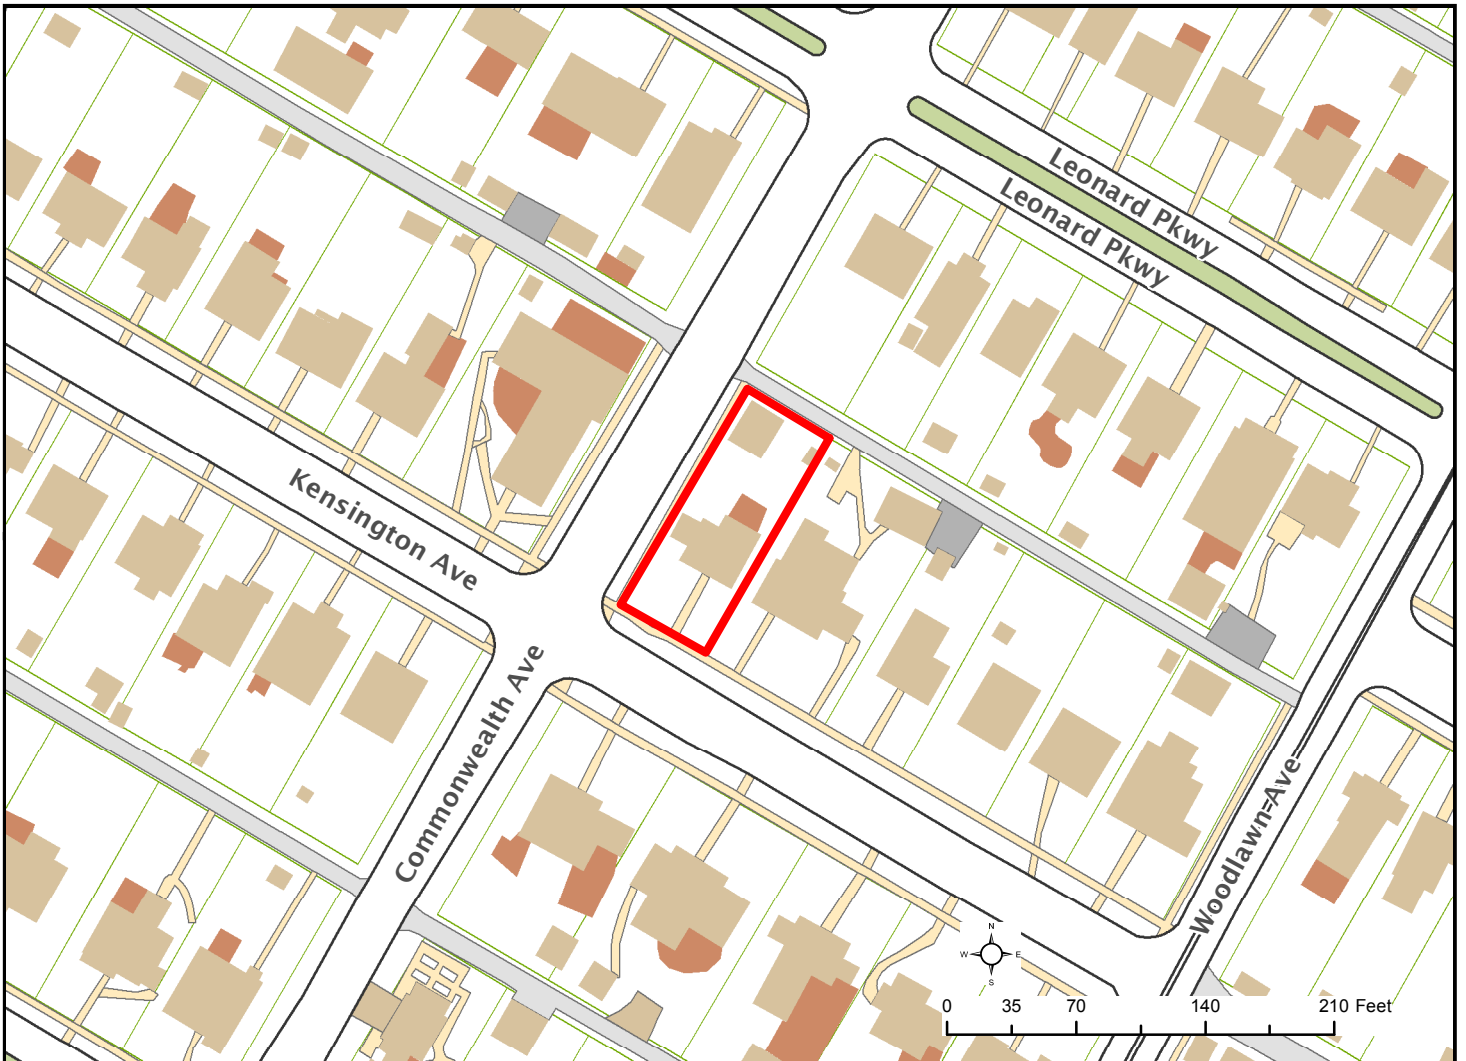 Leonard Pkwy
Leonard Pkwy
Kensington Ave
Commonwealth Ave
Woodlawn Ave
N
W E
S
0 35 70 140 210 Feet